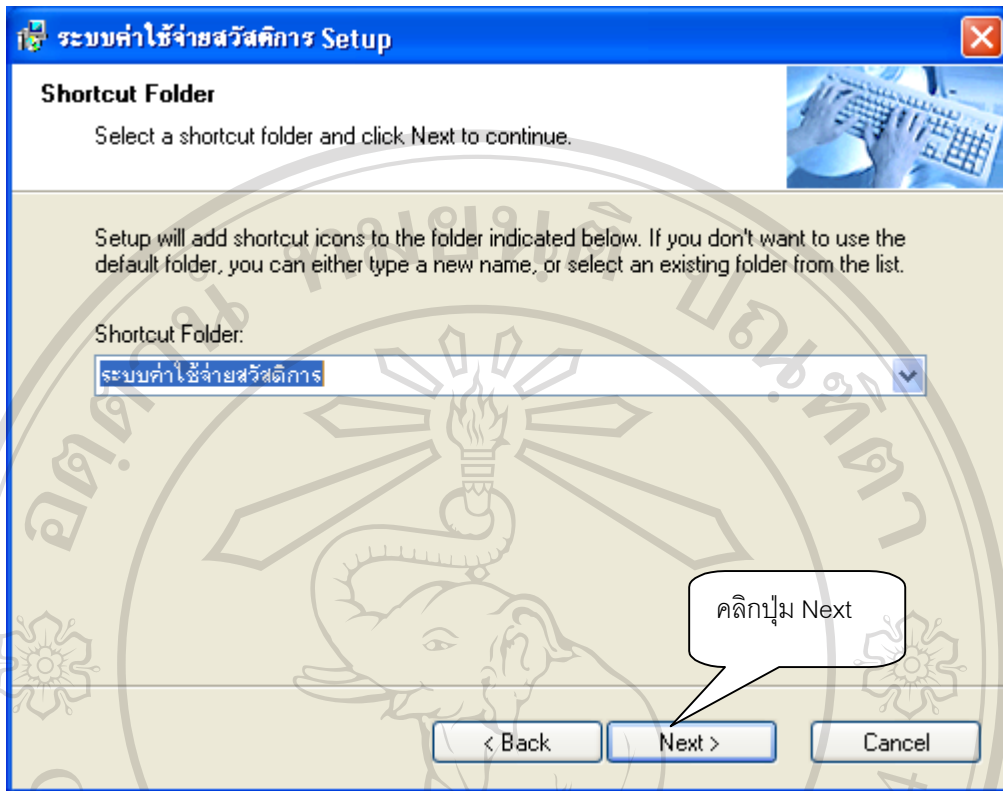 ระบบค่าใช้จ่ายสวัสดิการ Setup
Shortcut Folder
Select a shortcut folder and click Next to continue.
Setup will add shortcut icons to the folder indicated below. If you don't want to use the
default folder, you can either type a new name, or select an existing folder from the list.
Shortcut Folder:
ระบบค่าใช้จ่ายสวัสดิการ
คลิกปุ่ม Next
< Back
Next >
Cancel